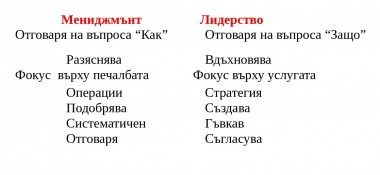 Мениджмънт Лидерство
Отговаря на въпроса “Как” Отговаря на въпроса “Защо”
Разяснява Вдъхновява
Фокус върху печалбата Фокус върху услугата
Операции Стратегия
Подобрява Създава
Систематичен Гъвкав
Отговаря Съгласува